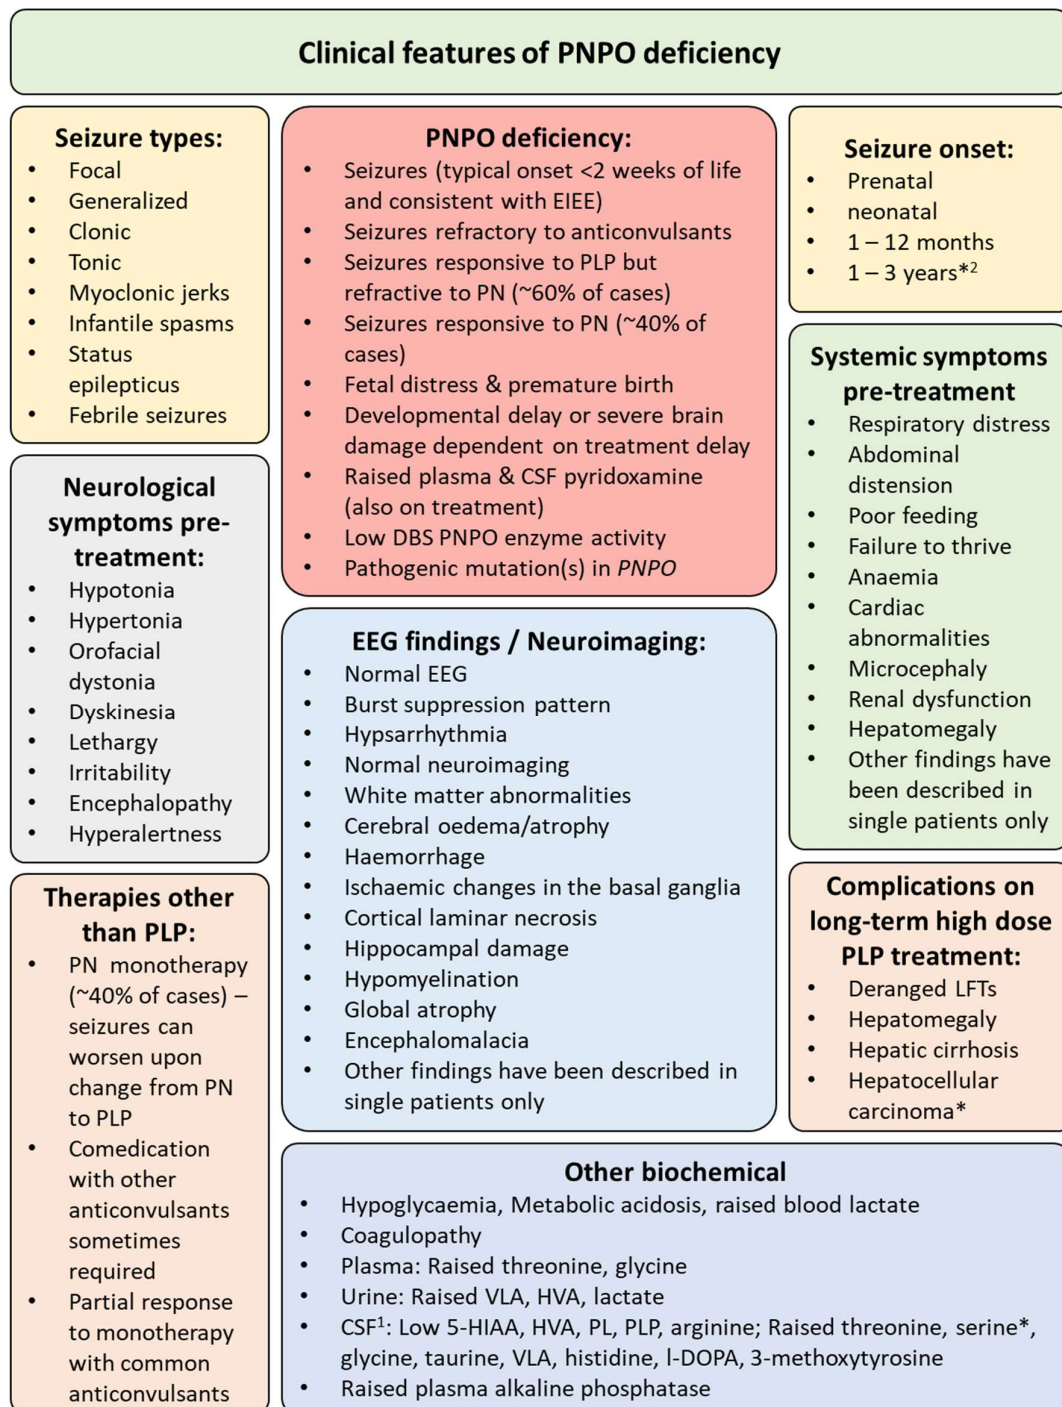 Clinical features of PNPO deficiency
Seizure types:
• Focal
• Generalized
• Clonic
• Tonic
• Myoclonic jerks
• Infantile spasms
• Status
epilepticus
• Febrile seizures
Neurological
symptoms pre-
treatment:
• Hypotonia
• Hypertonia
• Orofacial
dystonia
• Dyskinesia
• Lethargy
• Irritability
• Encephalopathy
• Hyperalertness
Therapies other
than PLP:
• PN monotherapy
(~40% of cases) –
seizures can
worsen upon
change from PN
to PLP
• Comedication
with other
anticonvulsants
sometimes
required
• Partial response
to monotherapy
with common
anticonvulsants
PNPO deficiency:
• Seizures (typical onset <2 weeks of life
and consistent with EIEE)
• Seizures refractory to anticonvulsants
• Seizures responsive to PLP but
refractive to PN (~60% of cases)
• Seizures responsive to PN (~40% of
cases)
• Fetal distress & premature birth
• Developmental delay or severe brain
damage dependent on treatment delay
• Raised plasma & CSF pyridoxamine
(also on treatment)
• Low DBS PNPO enzyme activity
• Pathogenic mutation(s) in PNPO
EEG findings / Neuroimaging:
• Normal EEG
• Burst suppression pattern
• Hypsarrhythmia
• Normal neuroimaging
• White matter abnormalities
• Cerebral oedema/atrophy
• Haemorrhage
• Ischaemic changes in the basal ganglia
• Cortical laminar necrosis
• Hippocampal damage
• Hypomyelination
• Global atrophy
• Encephalomalacia
• Other findings have been described in
single patients only
Seizure onset:
• Prenatal
• neonatal
• 1 – 12 months
• 1 – 3 years*2
Systemic symptoms
pre-treatment
• Respiratory distress
• Abdominal
distension
• Poor feeding
• Failure to thrive
• Anaemia
• Cardiac
abnormalities
• Microcephaly
• Renal dysfunction
• Hepatomegaly
• Other findings have
been described in
single patients only
Complications on
long-term high dose
PLP treatment:
• Deranged LFTs
• Hepatomegaly
• Hepatic cirrhosis
• Hepatocellular
carcinoma*
Other biochemical
• Hypoglycaemia, Metabolic acidosis, raised blood lactate
• Coagulopathy
• Plasma: Raised threonine, glycine
• Urine: Raised VLA, HVA, lactate
• CSF1: Low 5-HIAA, HVA, PL, PLP, arginine; Raised threonine, serine*,
glycine, taurine, VLA, histidine, l-DOPA, 3-methoxytyrosine
• Raised plasma alkaline phosphatase